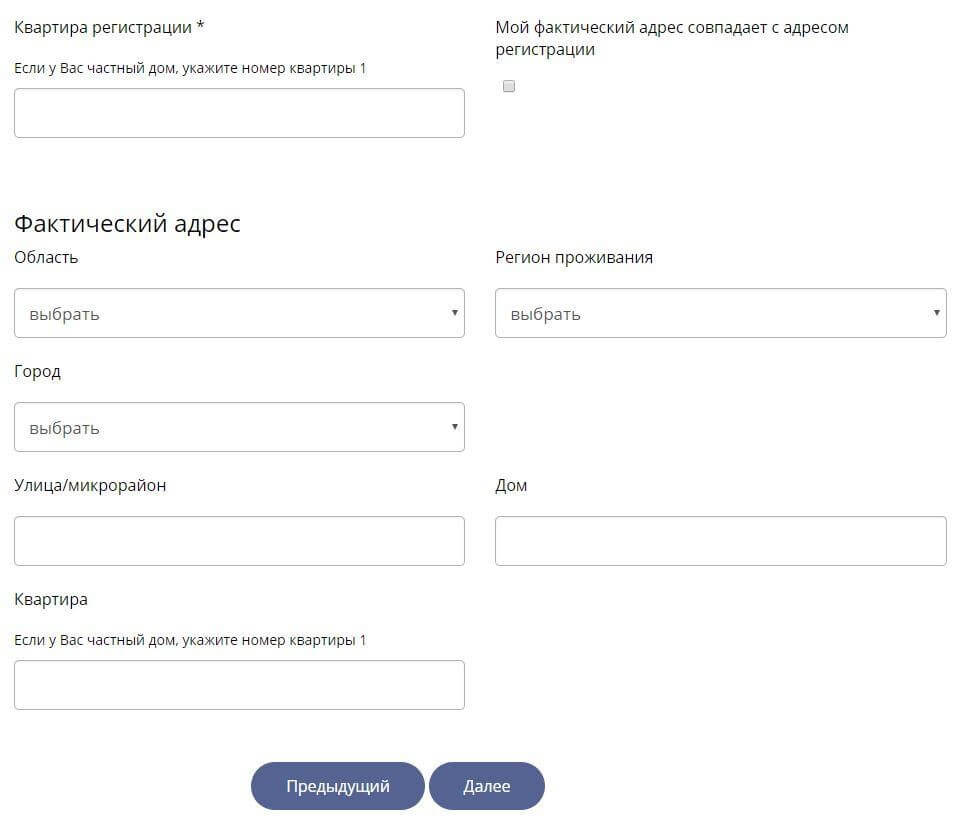 Квартира регистрации *
Мой фактический адрес совпадает с адресом
регистрации
Если у Вас частный дом, укажите номер квартиры 1
Фактический адрес
Область
Регион проживания
выбрать
выбрать
Город
выбрать
Улица/микрорайон
Дом
Квартира
Если у Вас частный дом, укажите номер квартиры 1
Предыдущий
Далее